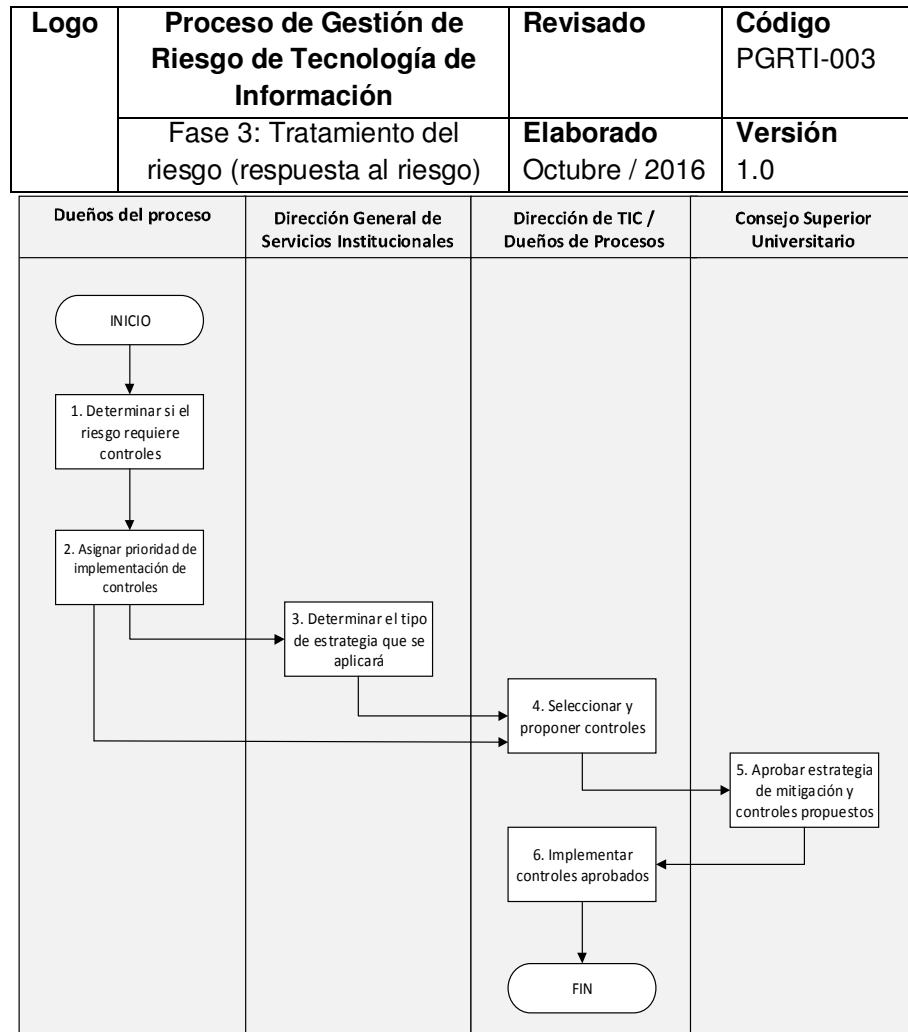 Logo
Proceso de Gestión de
Riesgo de Tecnología de
Información
Revisado
Código
PGRTI-003
Fase 3: Tratamiento del
riesgo (respuesta al riesgo)
Elaborado
Octubre / 2016
Versión
1.0
Dueños del proceso
Dirección General de
Servicios Institucionales
Dirección de TIC /
Dueños de Procesos
Consejo Superior
Universitario
INICIO
1. Determinar si el
riesgo requiere
controles
2. Asignar prioridad de
implementación de
controles
3. Determinar el tipo
de estrategia que se
aplicará
4. Seleccionar y
proponer controles
5. Aprobar estrategia
de mitigación y
controles propuestos
6. Implementar
controles aprobados
FIN